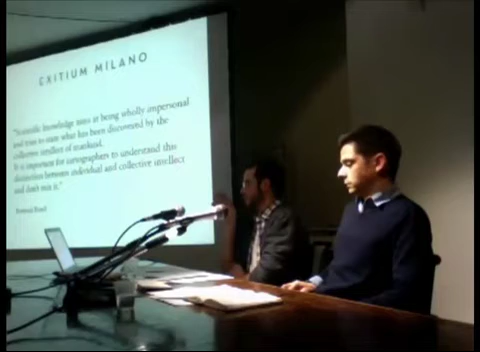 EXITIUM MILANO
"Scientific knowledge aims at being wholly impersonal
and tries to state what has been discovered by the
collective intellect of mankind.
It is important for cartographers to understand this
distinction between individual and collective intellect
and don't mix it."